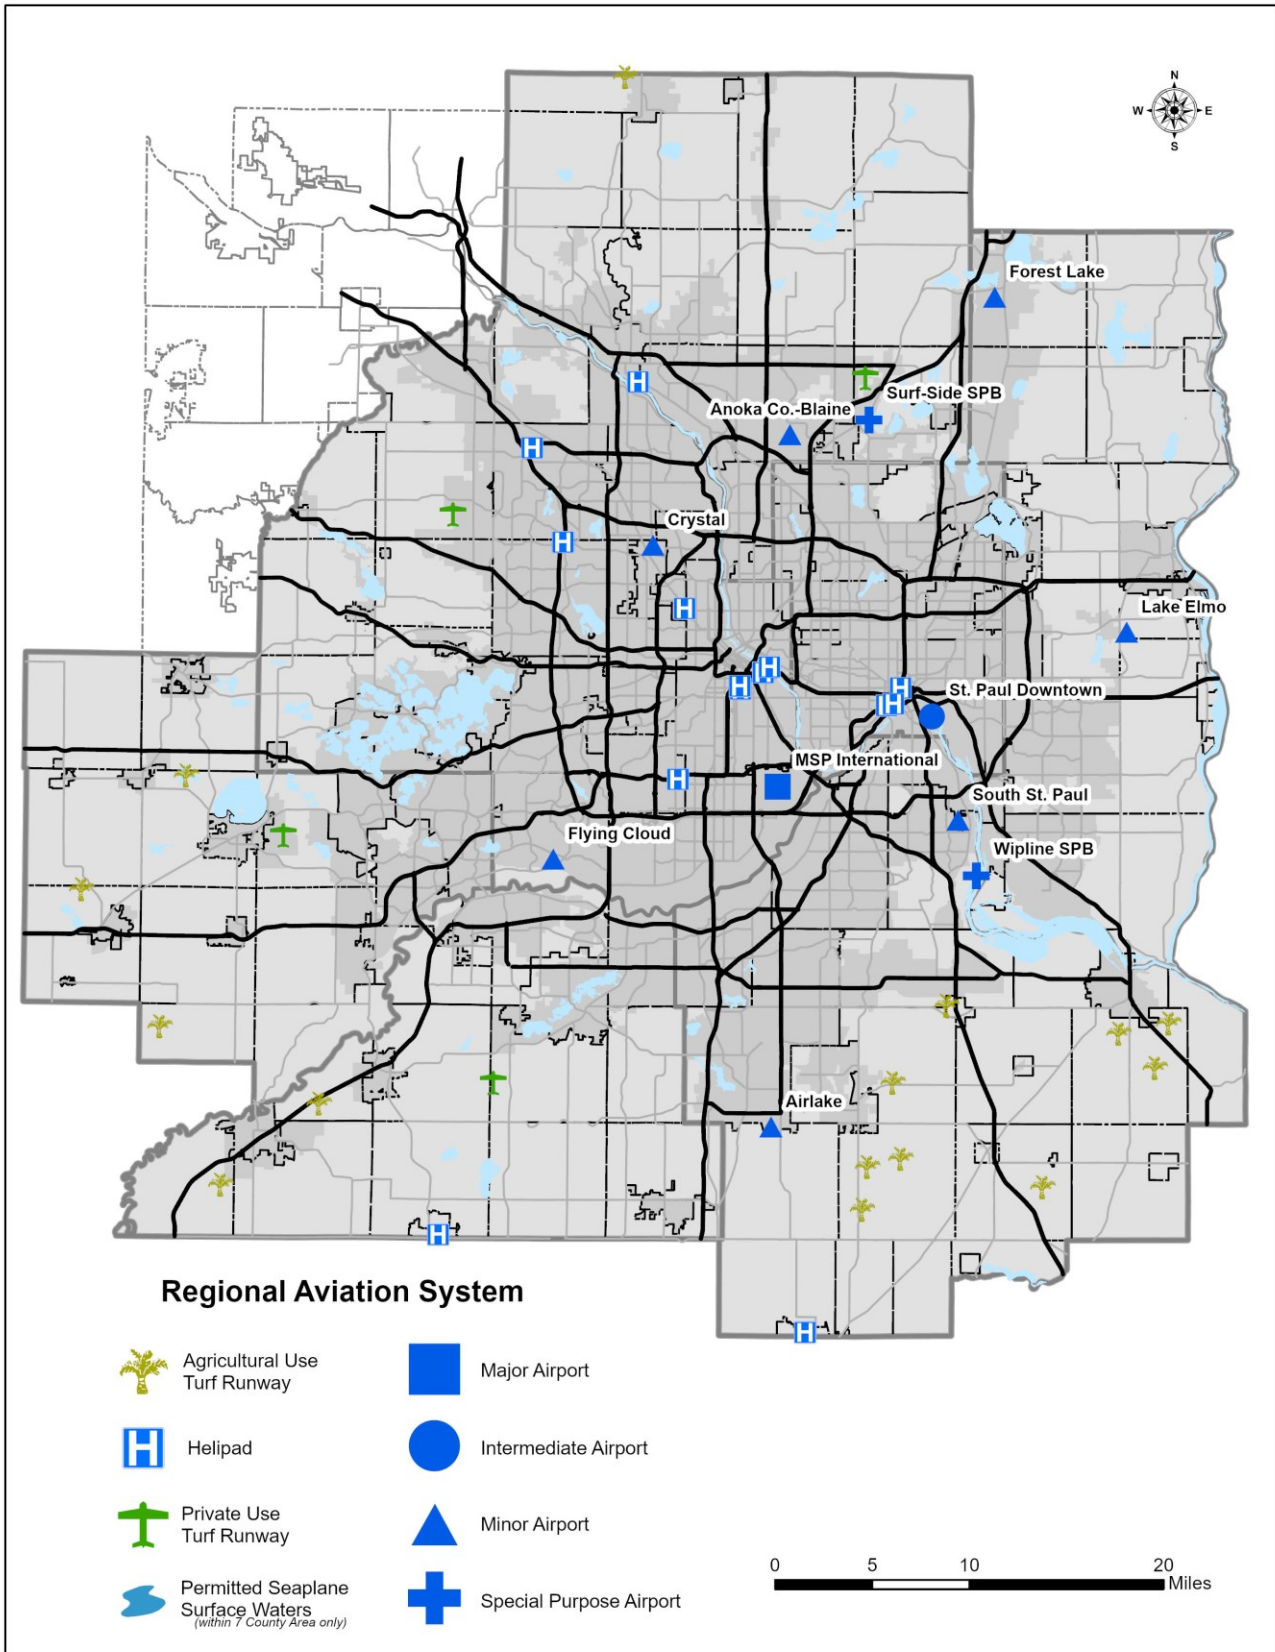 N
W E
S
Forest Lake
Surf-Side SPB
Anoka Co.-Blaine
Crystal
Lake Elmo
St. Paul Downtown
MSP International
South St. Paul
Flying Cloud
Wipline SPB
Airlake
H
H
H
H
H
H
H
H
H
H
H
H
Regional Aviation System
Agricultural Use
Turf Runway
Major Airport
H
Helipad
Intermediate Airport
Private Use
Turf Runway
Minor Airport
Permitted Seaplane
Surface Waters
(within 7 County Area only)
Special Purpose Airport
0 5 10 20
Miles